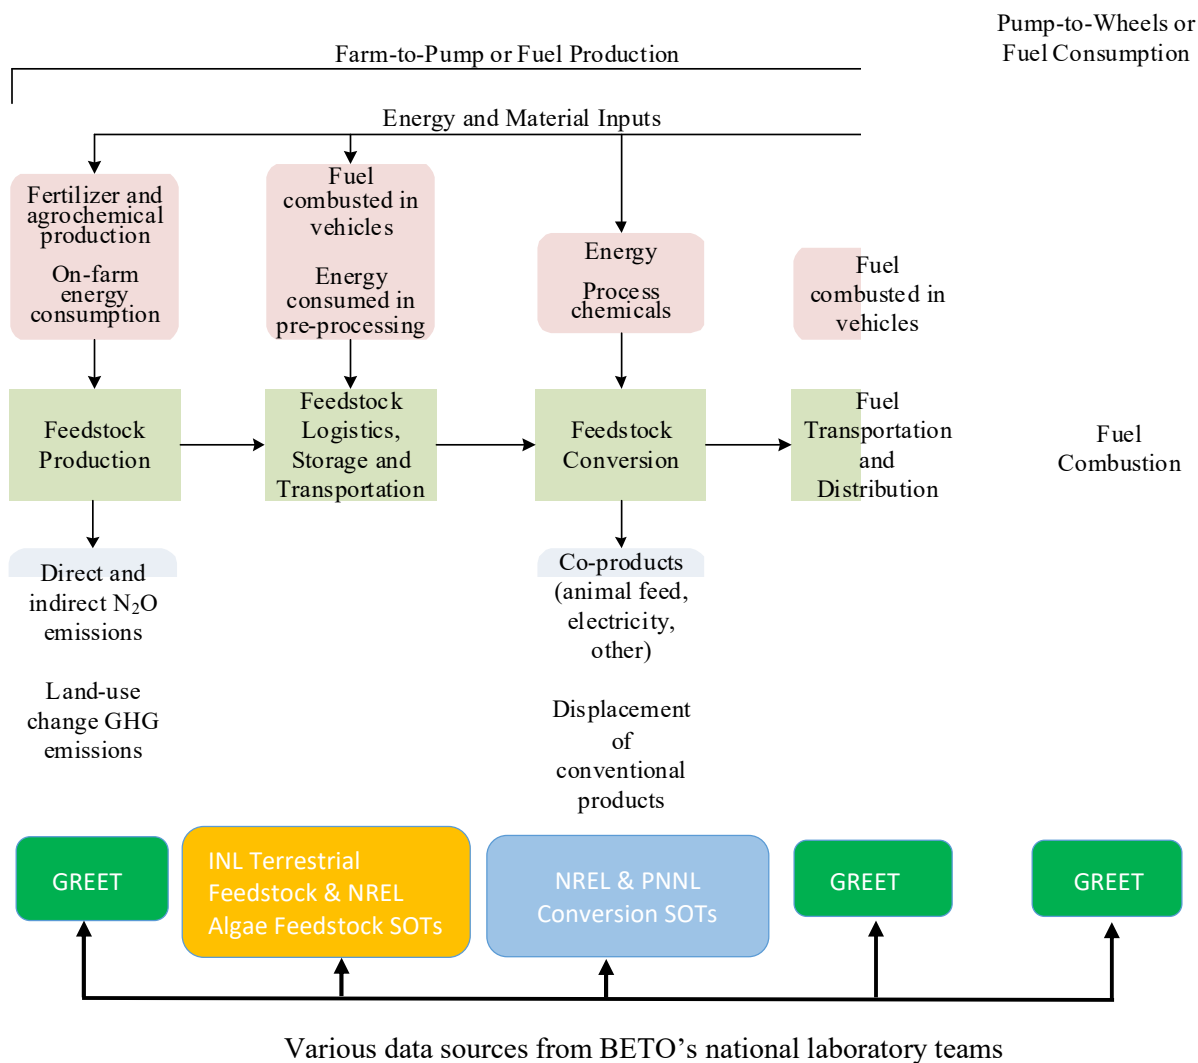 Pump-to-Wheels or
Fuel Consumption
Farm-to-Pump or Fuel Production
Energy and Material Inputs
Fertilizer and
agrochemical
production
On-farm
energy
consumption
Fuel
combusted in
vehicles
Energy
consumed in
pre-processing
Energy
Process
chemicals
Fuel
combusted in
vehicles
Feedstock
Production
Feedstock
Logistics,
Storage and
Transportation
Feedstock
Conversion
Fuel
Transportation
and
Distribution
Fuel
Combustion
Direct and
indirect N₂O
emissions
Land-use
change GHG
emissions
Co-products
(animal feed,
electricity,
other)
Displacement
of
conventional
products
GREET
INL Terrestrial
Feedstock & NREL
Algae Feedstock SOTs
NREL & PNNL
Conversion SOTs
GREET
GREET
Various data sources from BETO’s national laboratory teams